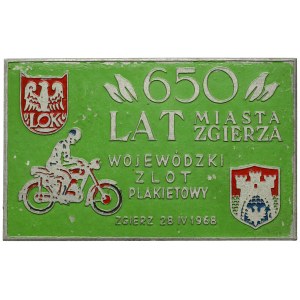 650
LAT MIASTA
ZGIERZA
LOK
WOJEWÓDZKI
ZLOT
PLAKIETOWY
ZGIERZ 28 IV 1968